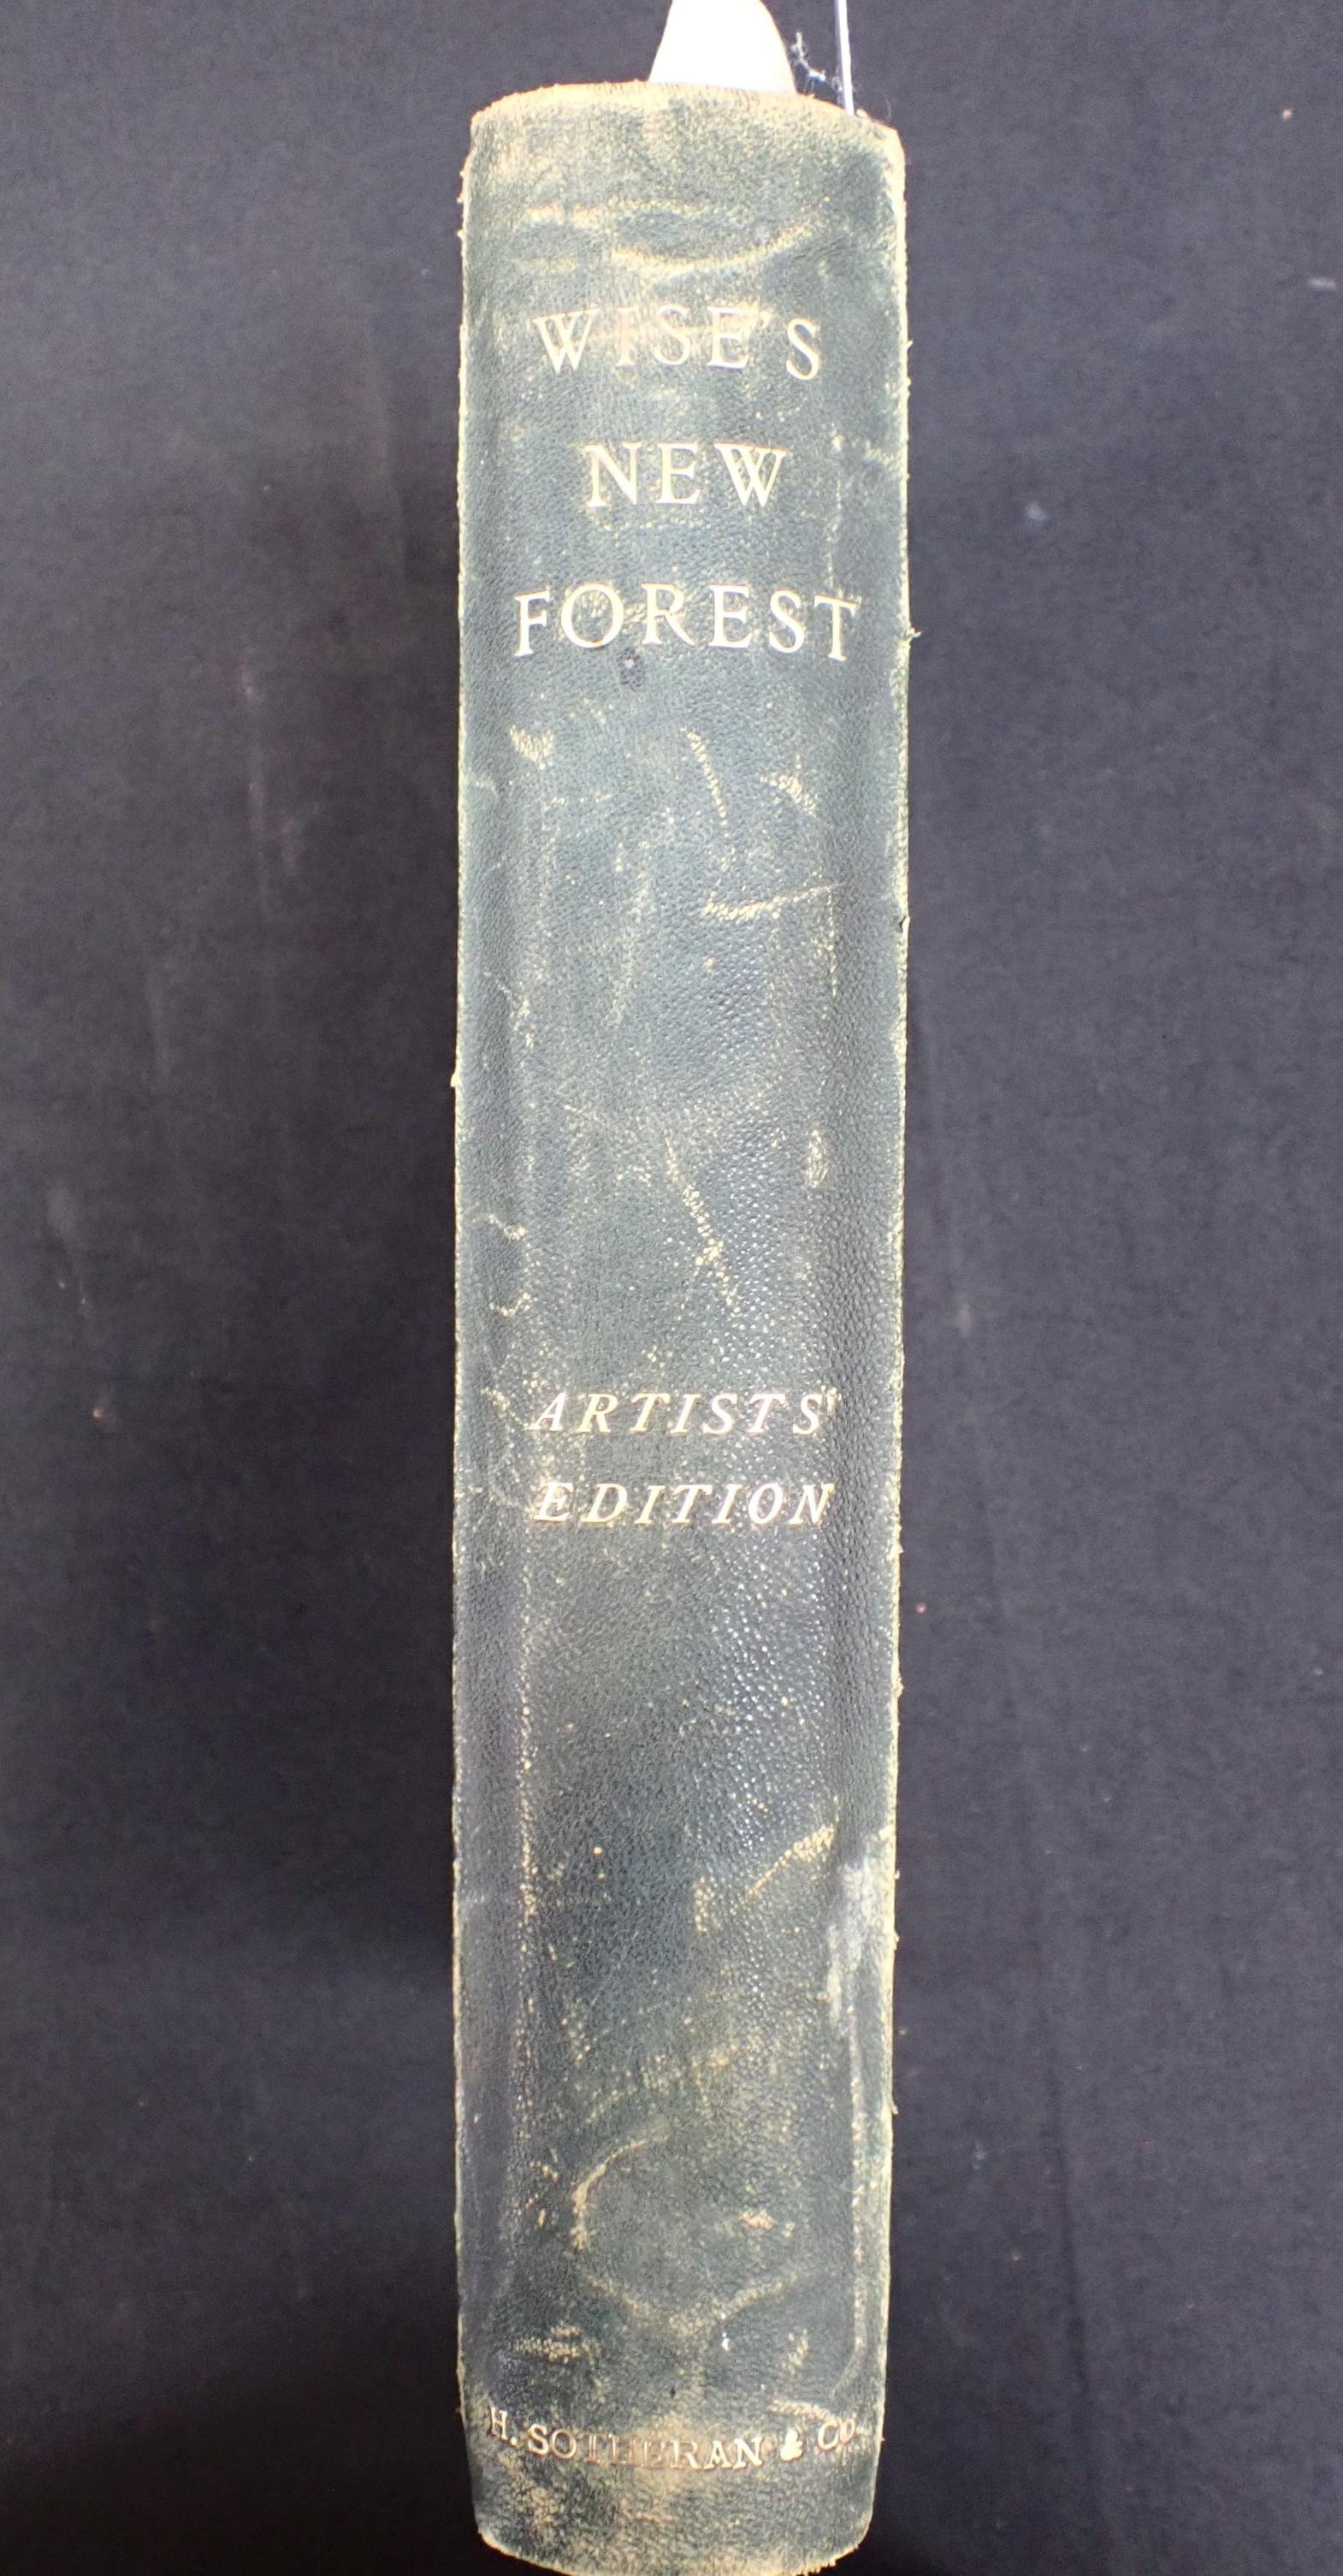 WISE'S
NEW
FOREST
ARTISTS'
EDITION
H. SOTHERAN & CO.